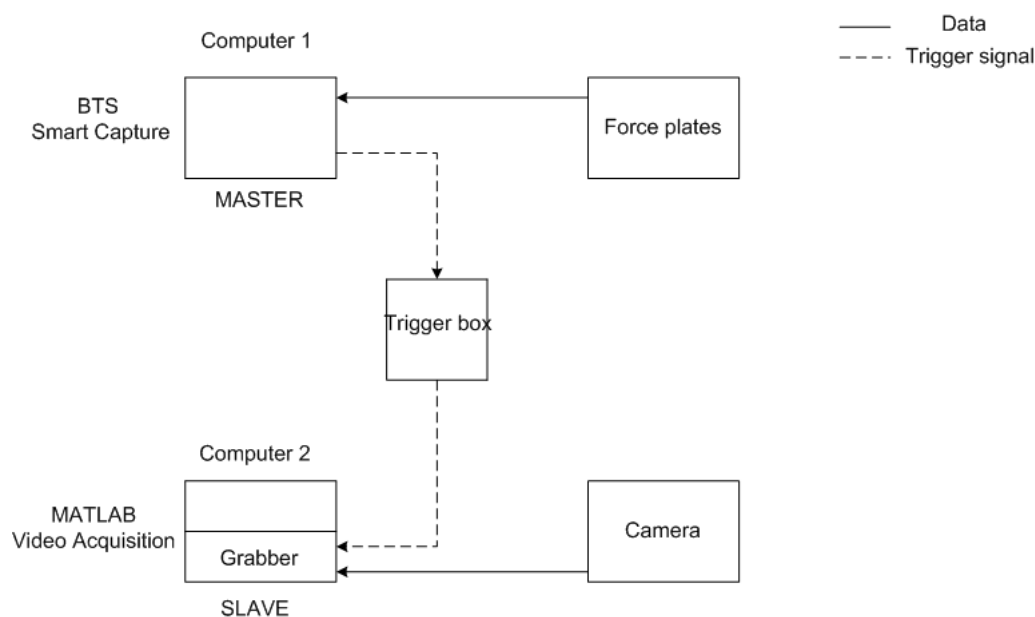 Computer 1
Data
Trigger signal
BTS
Smart Capture
Force plates
MASTER
Trigger box
Computer 2
MATLAB
Video Acquisition
Camera
Grabber
SLAVE